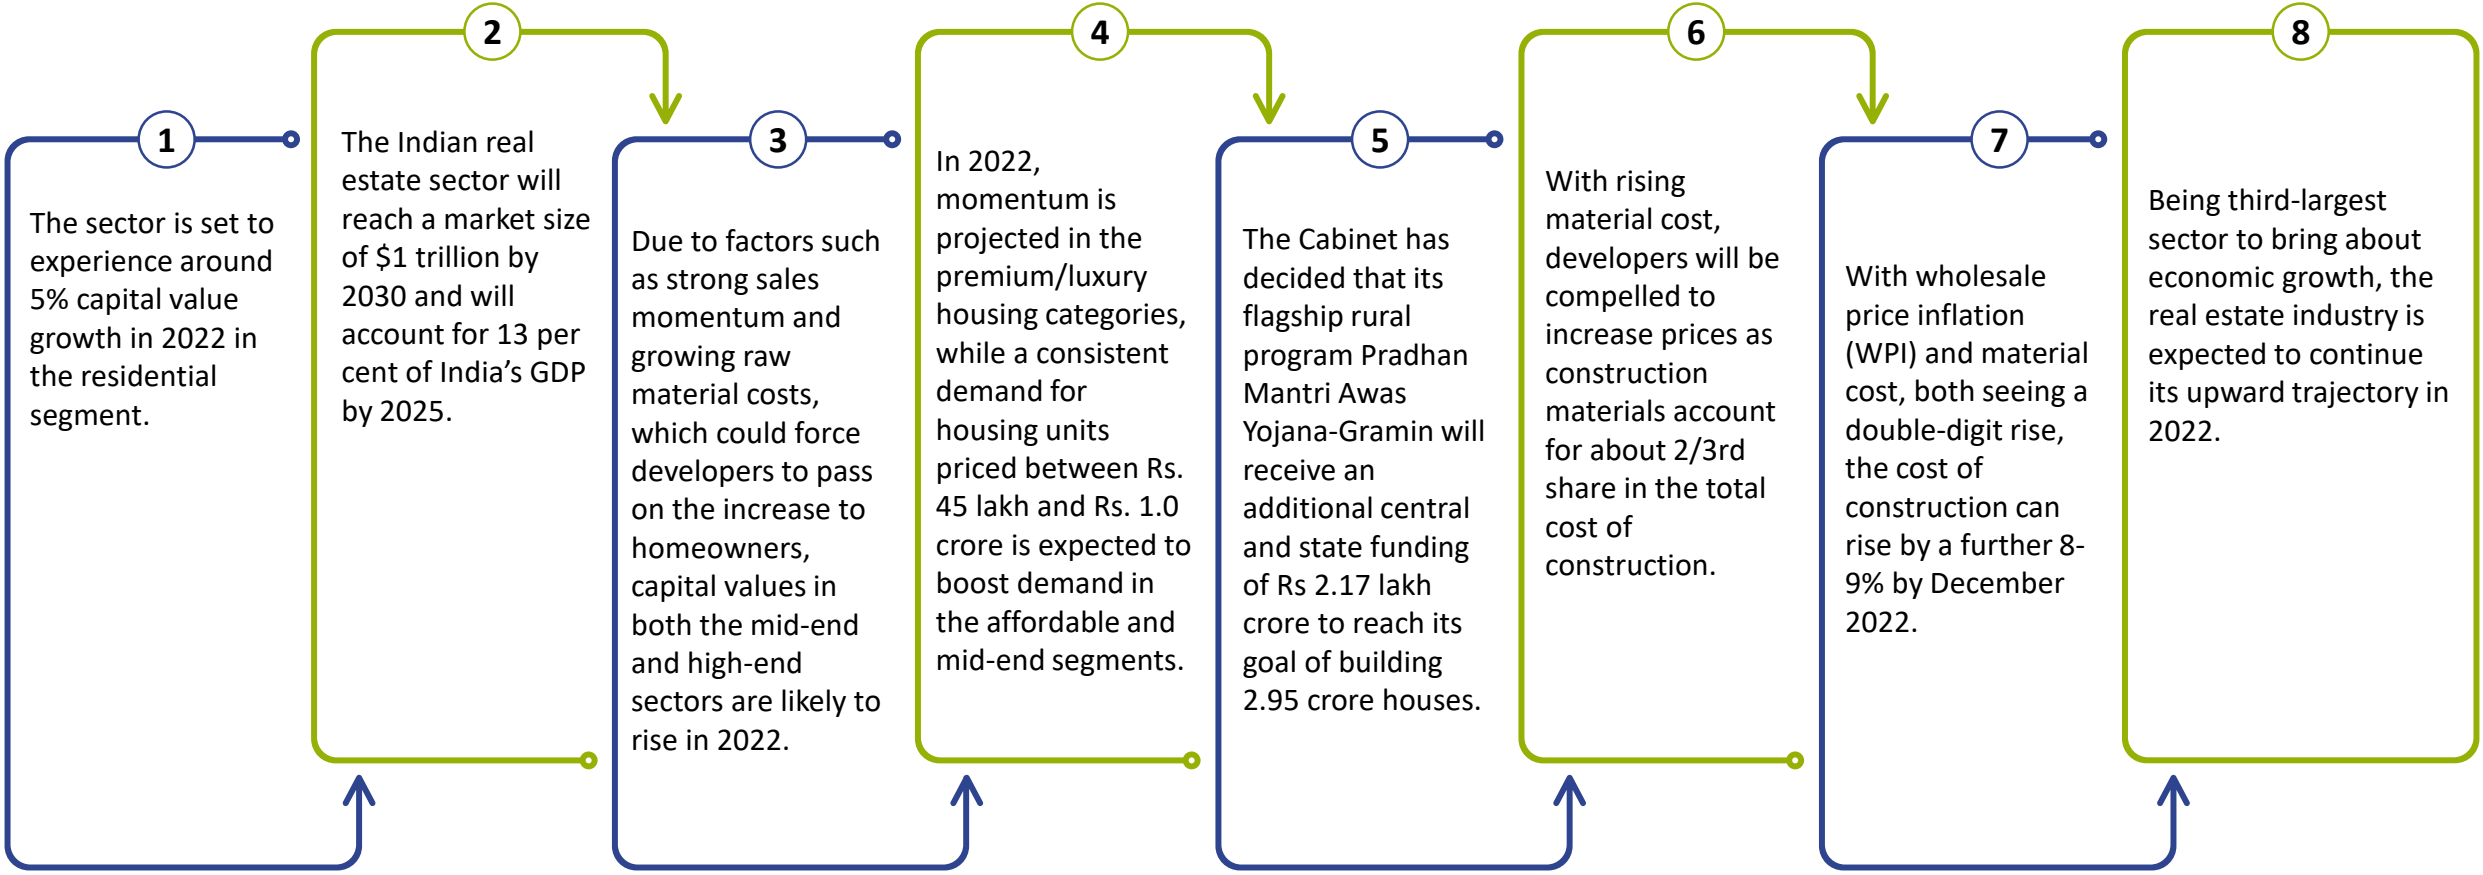 1
The sector is set to
experience around
5% capital value
growth in 2022 in
the residential
segment.
2
The Indian real
estate sector will
reach a market size
of $1 trillion by
2030 and will
account for 13 per
cent of India’s GDP
by 2025.
3
Due to factors such
as strong sales
momentum and
growing raw
material costs,
which could force
developers to pass
on the increase to
homeowners,
capital values in
both the mid-end
and high-end
sectors are likely to
rise in 2022.
4
In 2022,
momentum is
projected in the
premium/luxury
housing categories,
while a consistent
demand for
housing units
priced between Rs.
45 lakh and Rs. 1.0
crore is expected to
boost demand in
the affordable and
mid-end segments.
5
The Cabinet has
decided that its
flagship rural
program Pradhan
Mantri Awas
Yojana-Gramin will
receive an
additional central
and state funding
of Rs 2.17 lakh
crore to reach its
goal of building
2.95 crore houses.
6
With rising
material cost,
developers will be
compelled to
increase prices as
construction
materials account
for about 2/3rd
share in the total
cost of
construction.
7
With wholesale
price inflation
(WPI) and material
cost, both seeing a
double-digit rise,
the cost of
construction can
rise by a further 8-
9% by December
2022.
8
Being third-largest
sector to bring about
economic growth, the
real estate industry is
expected to continue
its upward trajectory in
2022.